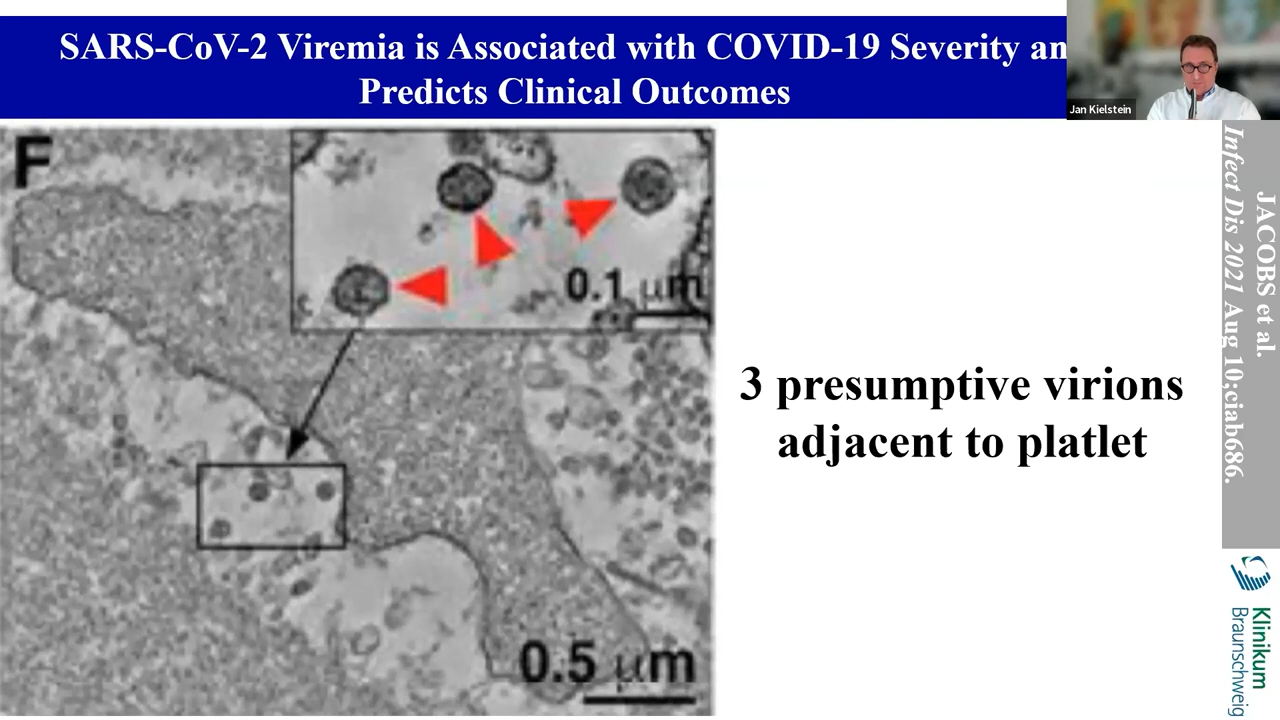 SARS-CoV-2 Viremia is Associated with COVID-19 Severity an
Predicts Clinical Outcomes
Jan Kielstein
F
0.1 μm
0.5 μm
3 presumptive virions
adjacent to platlet
JACOBS et al.
Infect Dis 2021 Aug 10;ciab686.
Klinikum
Braunschweig